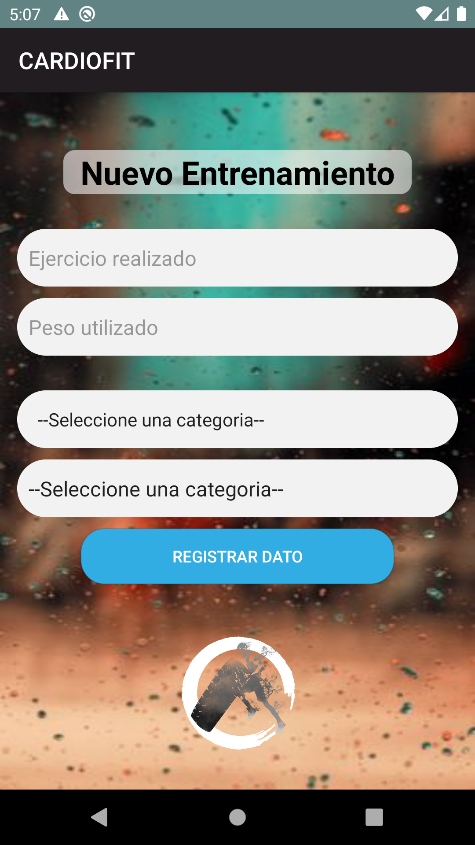 5:07
CARDIOFIT
Nuevo Entrenamiento
Ejercicio realizado
Peso utilizado
--Seleccione una categoria--
--Seleccione una categoria--
REGISTRAR DATO